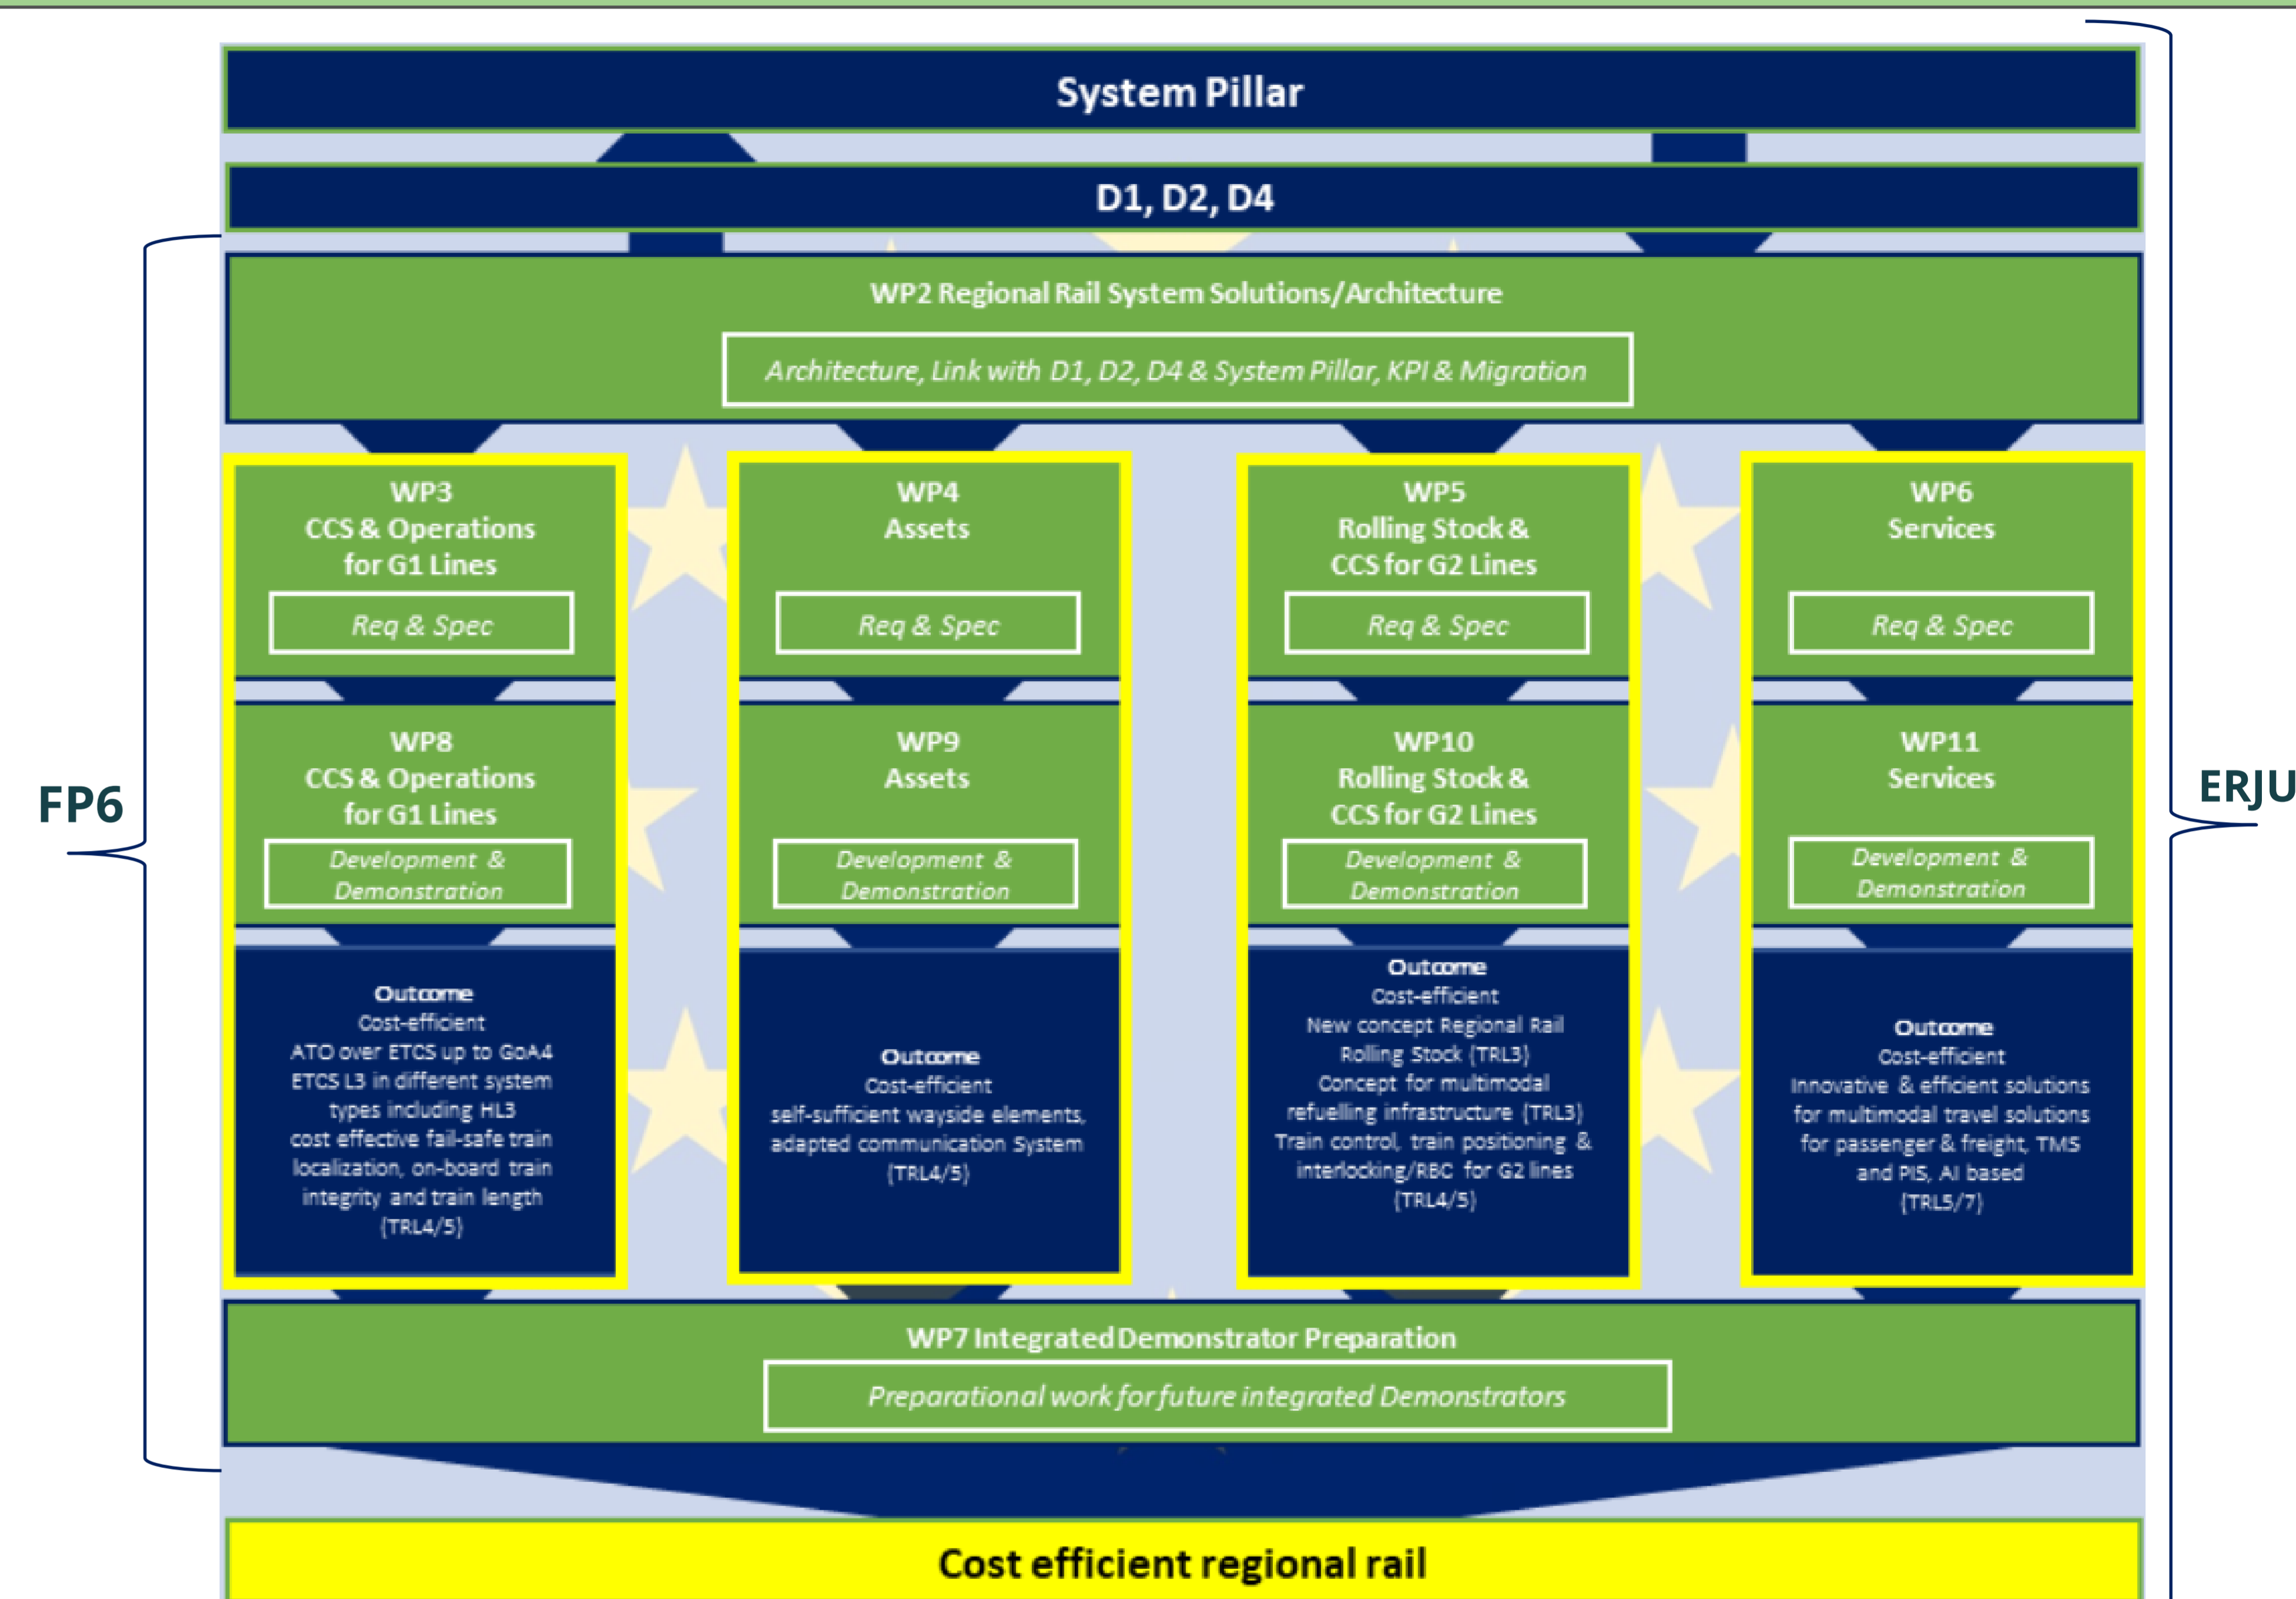 System Pillar
D1, D2, D4
WP2 Regional Rail System Solutions/Architecture
Architecture, Link with D1, D2, D4 & System Pillar, KPI & Migration
WP3
CCS & Operations
for G1 Lines
Req & Spec
WP4
Assets
Req & Spec
WP5
Rolling Stock &
CCS for G2 Lines
Req & Spec
WP6
Services
Req & Spec
WP8
CCS & Operations
for G1 Lines
Development &
Demonstration
WP9
Assets
Development &
Demonstration
WP10
Rolling Stock &
CCS for G2 Lines
Development &
Demonstration
WP11
Services
Development &
Demonstration
FP6
ERJU
Outcome
Cost-efficient
ATO over ETCS up to GoA4
ETCS L3 in different system
types including HL3
cost effective fail-safe train
localization, on-board train
integrity and train length
(TRL4/5)
Outcome
Cost-efficient
self-sufficient wayside elements,
adapted communication System
(TRL4/5)
Outcome
Cost-efficient
New concept Regional Rail
Rolling Stock (TRL3)
Concept for multimodal
refuelling infrastructure (TRL3)
Train control, train positioning &
interlocking/RBC for G2 lines
(TRL4/5)
Outcome
Cost-efficient
Innovative & efficient solutions
for multimodal travel solutions
for passenger & freight, TMS
and PIS, AI based
(TRL5/7)
WP7 Integrated Demonstrator Preparation
Preparational work for future integrated Demonstrators
Cost efficient regional rail